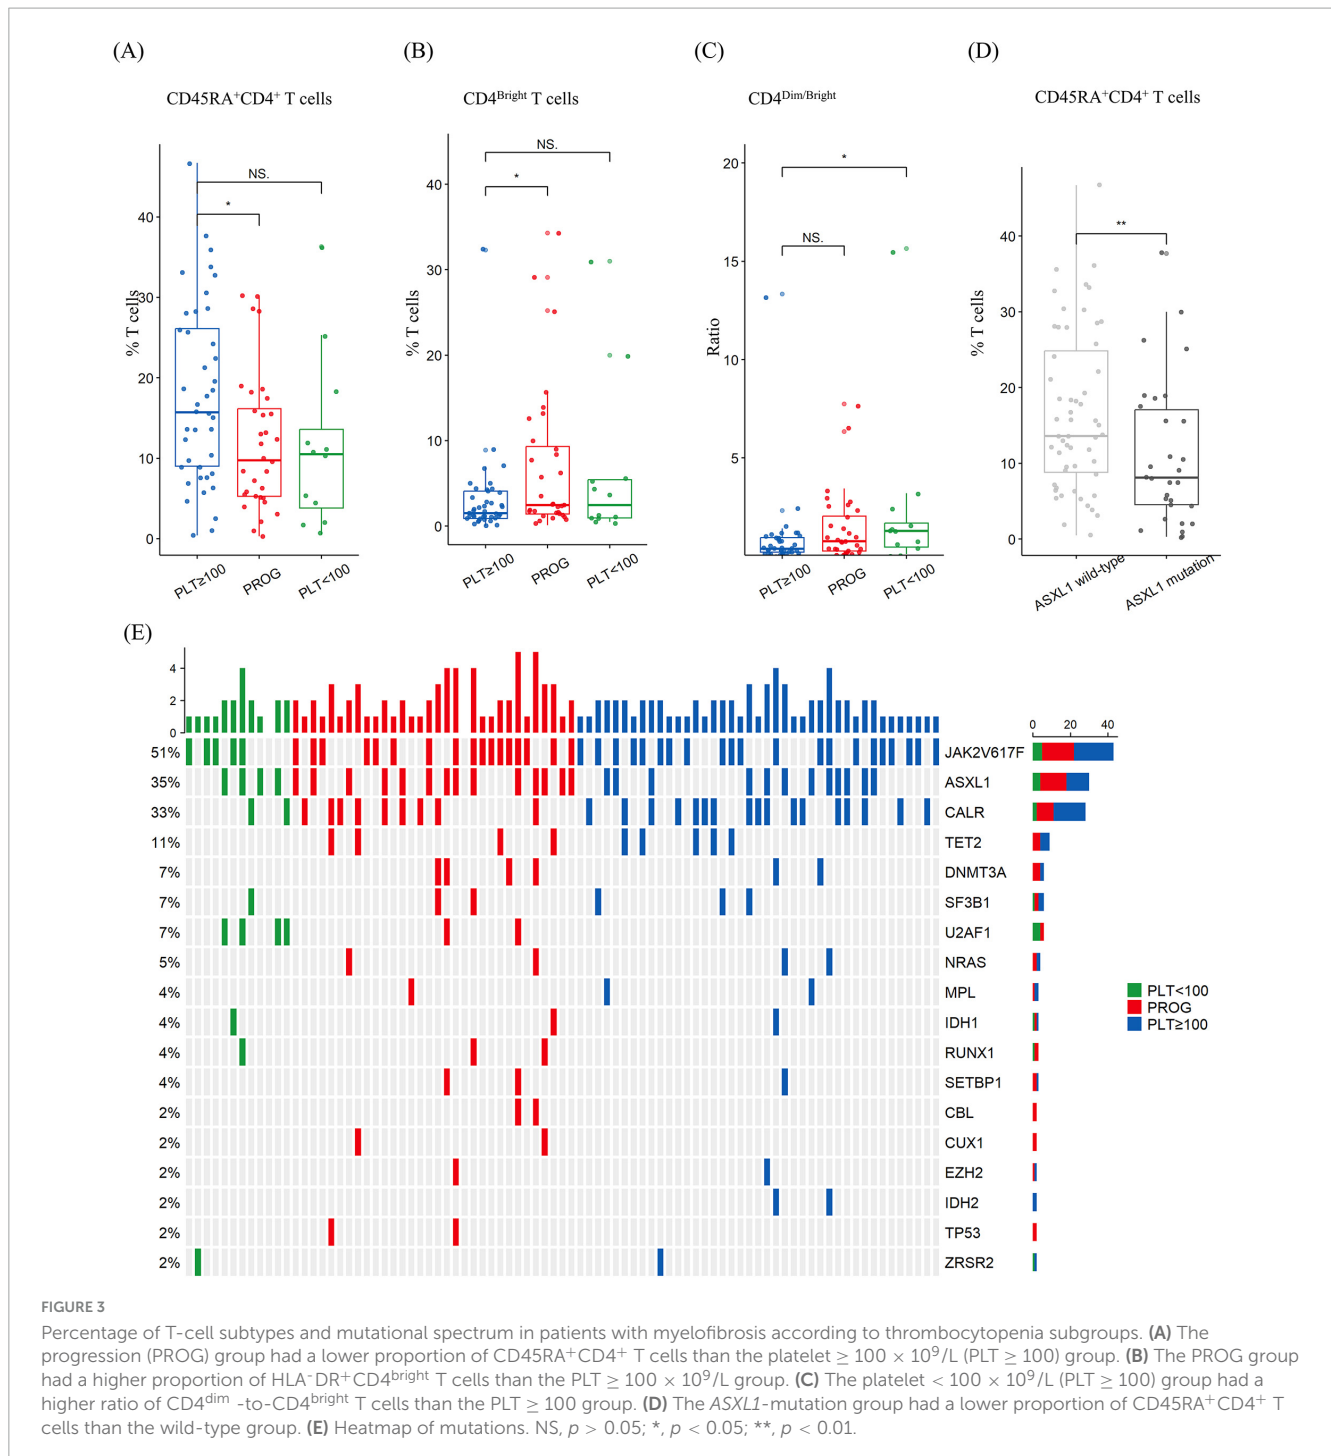 (A)
(B)
(C)
(D)
CD45RA⁺CD4⁺ T cells
CD4ᴮʳⁱᵍʰᵗ T cells
CD4ᴰⁱᵐ/ᴮʳⁱᵍʰᵗ
CD45RA⁺CD4⁺ T cells
% T cells
40
30
20
10
0
NS.
*
PLT≥100
PROG
PLT<100
% T cells
40
30
20
10
0
NS.
*
PLT≥100
PROG
PLT<100
Ratio
20
15
10
5
*
NS.
PLT≥100
PROG
PLT<100
% T cells
40
30
20
10
0
**
ASXL1 wild-type
ASXL1 mutation
(E)
4
2
0
0 20 40
51% JAK2V617F
35% ASXL1
33% CALR
11% TET2
7% DNMT3A
7% SF3B1
7% U2AF1
5% NRAS
4% MPL
4% IDH1
4% RUNX1
4% SETBP1
2% CBL
2% CUX1
2% EZH2
2% IDH2
2% TP53
2% ZRSR2
PLT<100
PROG
PLT≥100
FIGURE 3
Percentage of T-cell subtypes and mutational spectrum in patients with myelofibrosis according to thrombocytopenia subgroups. (A) The
progression (PROG) group had a lower proportion of CD45RA⁺CD4⁺ T cells than the platelet ≥ 100 × 10⁹/L (PLT ≥ 100) group. (B) The PROG group
had a higher proportion of HLA⁻DR⁺CD4ᵇʳⁱᵍʰᵗ T cells than the PLT ≥ 100 × 10⁹/L group. (C) The platelet < 100 × 10⁹/L (PLT ≥ 100) group had a
higher ratio of CD4ᵈⁱᵐ -to-CD4ᵇʳⁱᵍʰᵗ T cells than the PLT ≥ 100 group. (D) The ASXL1-mutation group had a lower proportion of CD45RA⁺CD4⁺ T
cells than the wild-type group. (E) Heatmap of mutations. NS, p > 0.05; *, p < 0.05; **, p < 0.01.